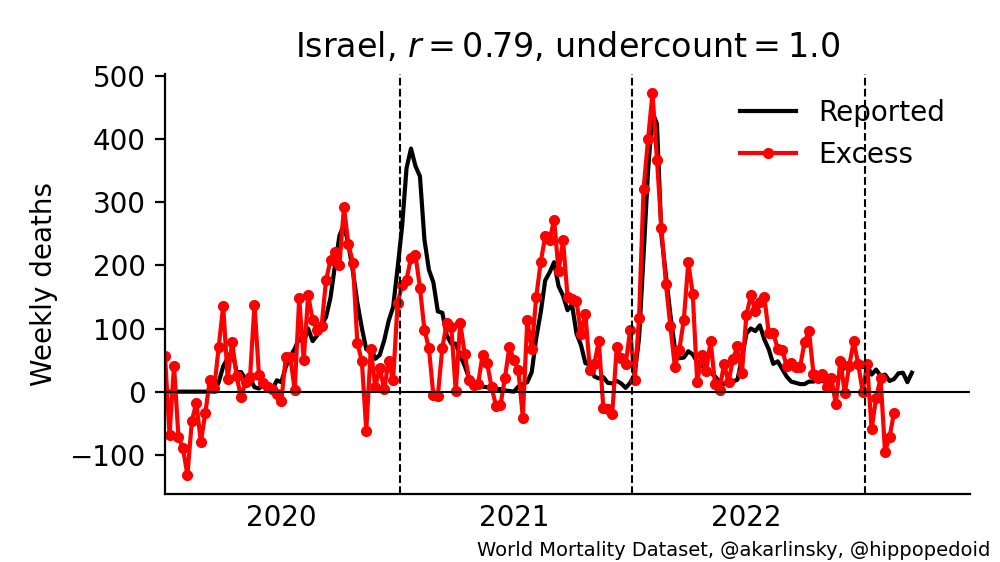 Israel, r = 0.79, undercount = 1.0
500
400
300
200
100
0
−100
Weekly deaths
Reported
Excess
2020 2021 2022
World Mortality Dataset, @akarlinsky, @hippopedoid